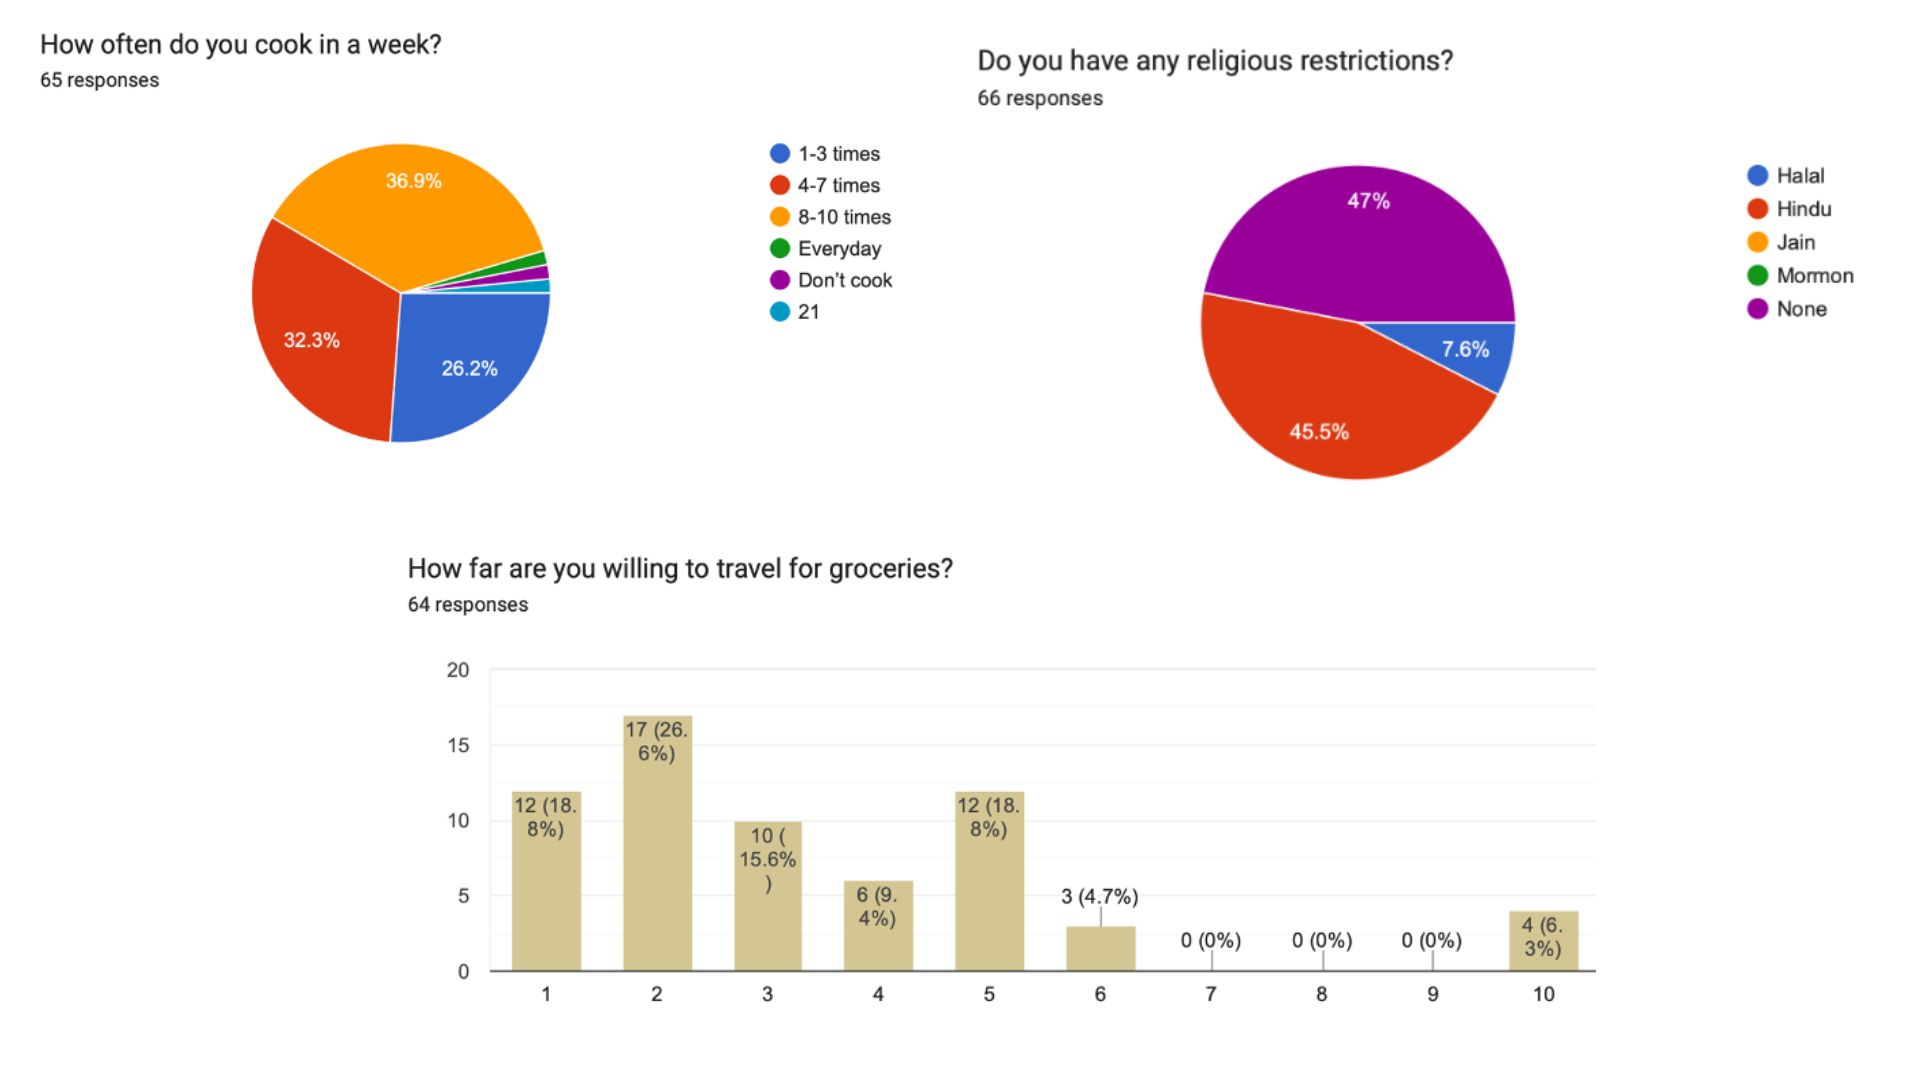 How often do you cook in a week?
65 responses
36.9%
32.3%
26.2%
1-3 times
4-7 times
8-10 times
Everyday
Don't cook
21
Do you have any religious restrictions?
66 responses
47%
7.6%
45.5%
Halal
Hindu
Jain
Mormon
None
How far are you willing to travel for groceries?
64 responses
20
15
10
5
0
12 (18.
8%)
17 (26.
6%)
10 (
15.6%
)
6 (9.
4%)
12 (18.
8%)
3 (4.7%)
0 (0%)
0 (0%)
0 (0%)
4 (6.
3%)
1 2 3 4 5 6 7 8 9 10